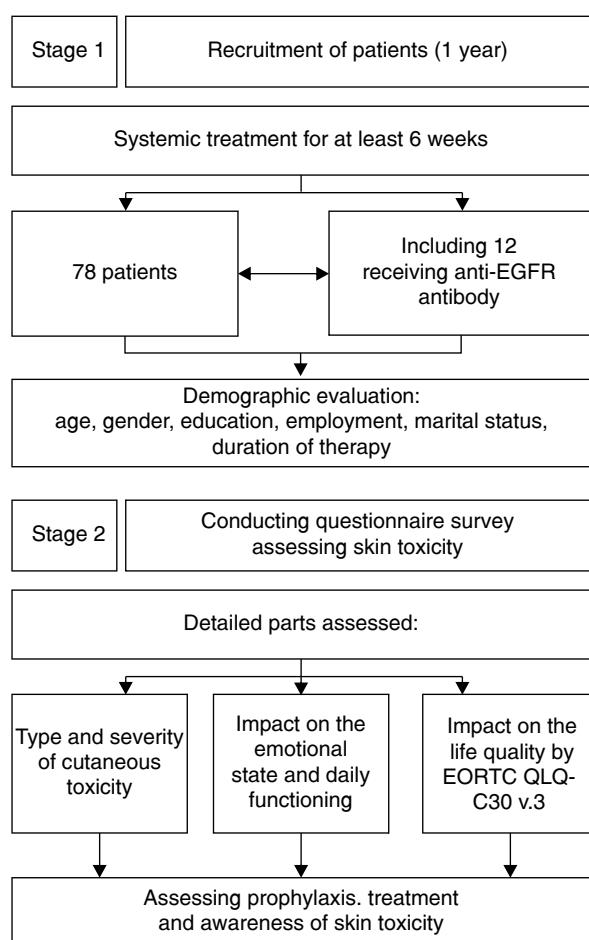 Stage 1
Recruitment of patients (1 year)
Systemic treatment for at least 6 weeks
78 patients
Including 12
receiving anti-EGFR
antibody
Demographic evaluation:
age, gender, education, employment, marital status,
duration of therapy
Stage 2
Conducting questionnaire survey
assessing skin toxicity
Detailed parts assessed:
Type and severity
of cutaneous
toxicity
Impact on the
emotional
state and daily
functioning
Impact on the
life quality by
EORTC QLQ-
C30 v.3
Assessing prophylaxis. treatment
and awareness of skin toxicity